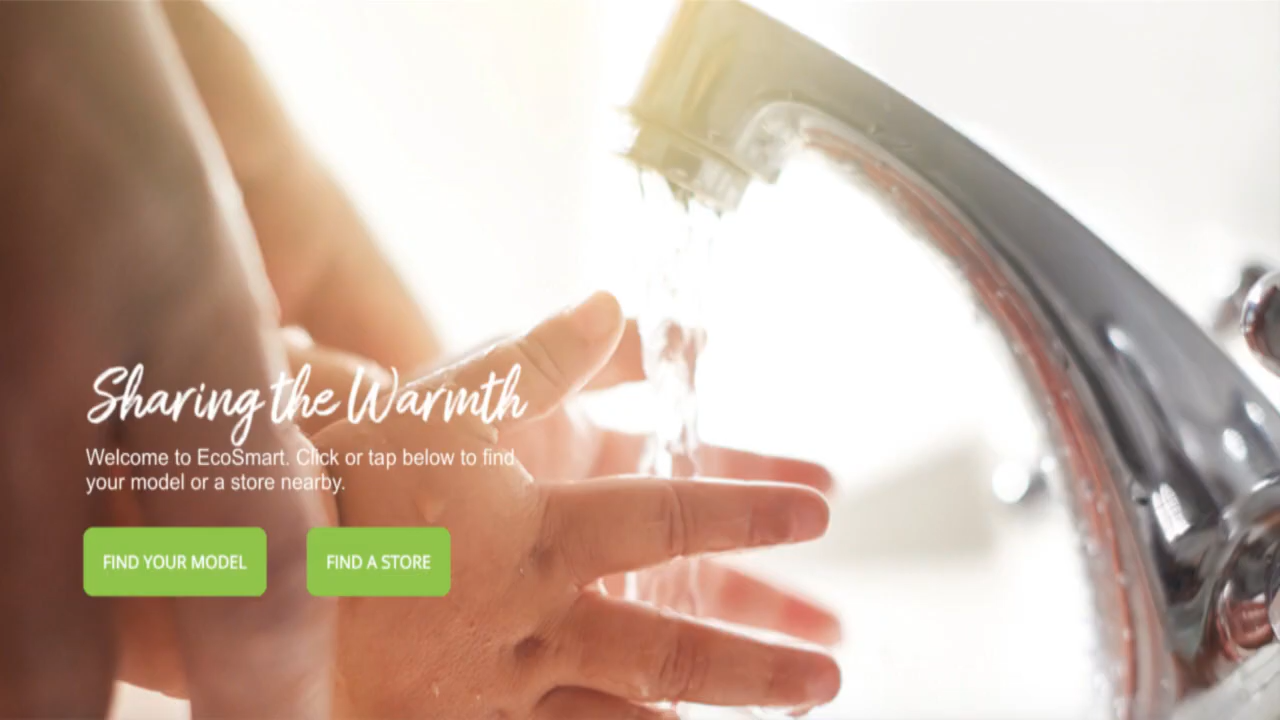 Sharing the Warmth
Welcome to EcoSmart. Click or tap below to find
your model or a store nearby.
FIND YOUR MODEL
FIND A STORE